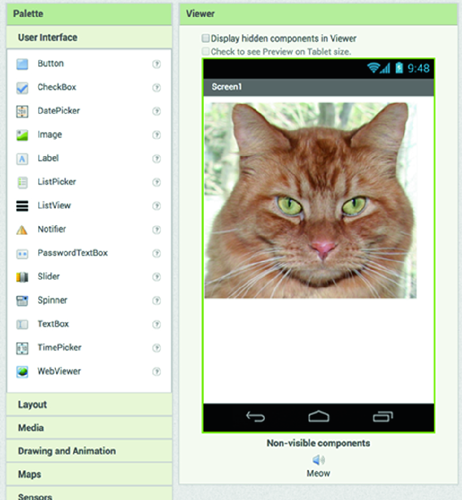 Palette
User Interface
Button ?
CheckBox ?
DatePicker ?
Image ?
A Label ?
ListPicker ?
ListView ?
Notifier ?
PasswordTextBox ?
Slider ?
Spinner ?
TextBox ?
TimePicker ?
WebViewer ?
Layout
Media
Drawing and Animation
Maps
Sensors
Viewer
Display hidden components in Viewer
Check to see Preview on Tablet size.
9:48
Screen1
Non-visible components
Meow